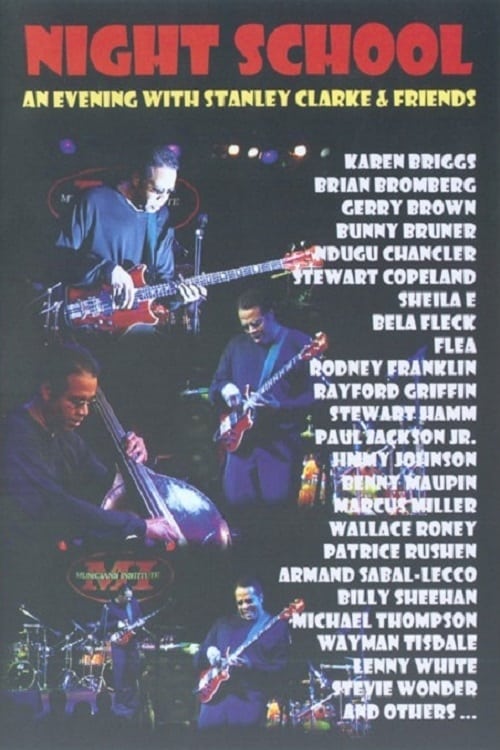 NIGHT SCHOOL
AN EVENING WITH STANLEY CLARKE & FRIENDS
KAREN BRIGGS
BRIAN BROMBERG
GERRY BROWN
BUNNY BRUNER
NDUGU CHANCLER
STEWART COPELAND
SHEILA E
BELA FLECK
FLEA
RODNEY FRANKLIN
RAYFORD GRIFFIN
STEWART HAMM
PAUL JACKSON JR.
JIMMY JOHNSON
BENNY MAUPIN
MARCUS MILLER
WALLACE RONEY
PATRICE RUSHEN
ARMAND SABAL-LECCO
BILLY SHEEHAN
MICHAEL THOMPSON
WAYMAN TISDALE
LENNY WHITE
STEVIE WONDER
AND OTHERS ...
MI
MUSICIANS INSTITUTE